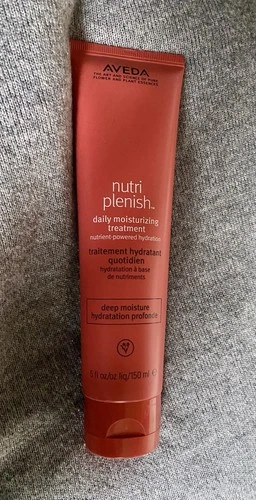 AVEDA
THE ART AND SCIENCE OF PURE
FLOWER AND PLANT ESSENCES
nutri
plenish™
daily moisturizing
treatment
nutrient-powered hydration
traitement hydratant
quotidien
hydratation à base
de nutriments
deep moisture
hydratation profonde
5 fl oz/oz liq/150 ml e